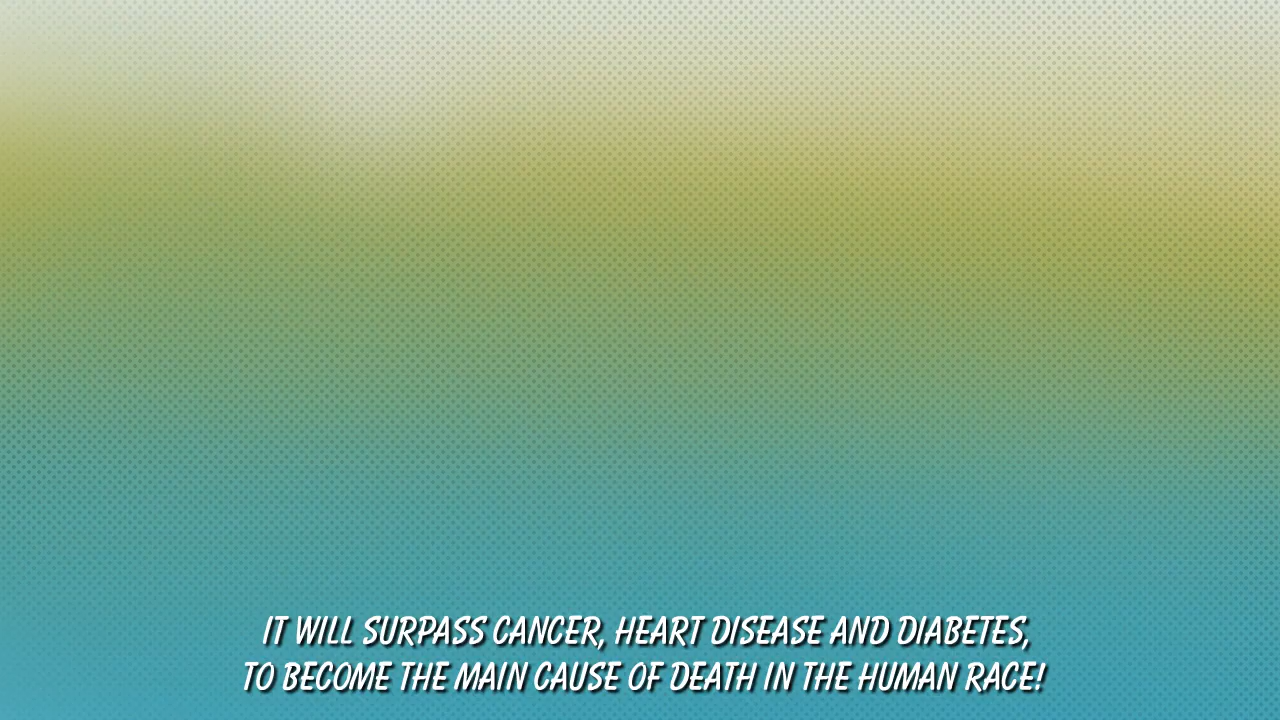 IT WILL SURPASS CANCER, HEART DISEASE AND DIABETES,
TO BECOME THE MAIN CAUSE OF DEATH IN THE HUMAN RACE!